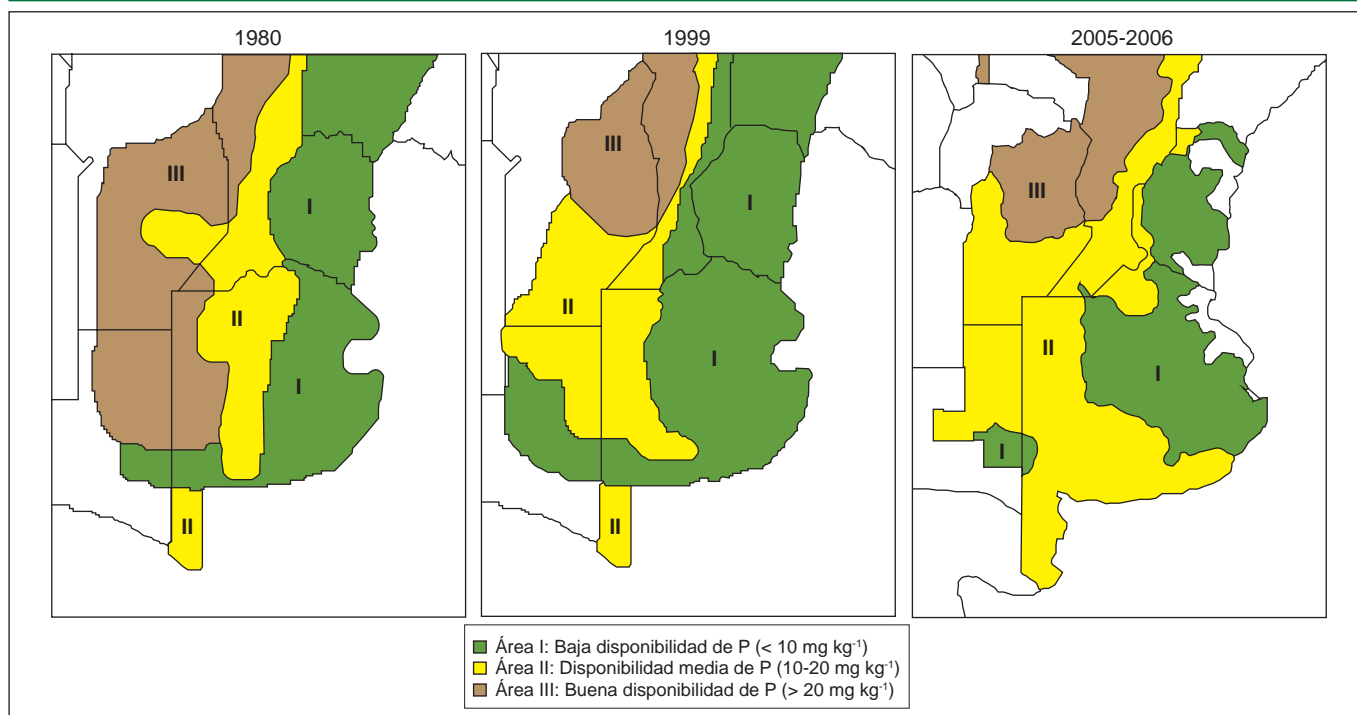 1980
1999
2005-2006
III
I
II
I
II
III
I
II
I
II
III
II
I
I
Área I: Baja disponibilidad de P (< 10 mg kg⁻¹)
Área II: Disponibilidad media de P (10-20 mg kg⁻¹)
Área III: Buena disponibilidad de P (> 20 mg kg⁻¹)